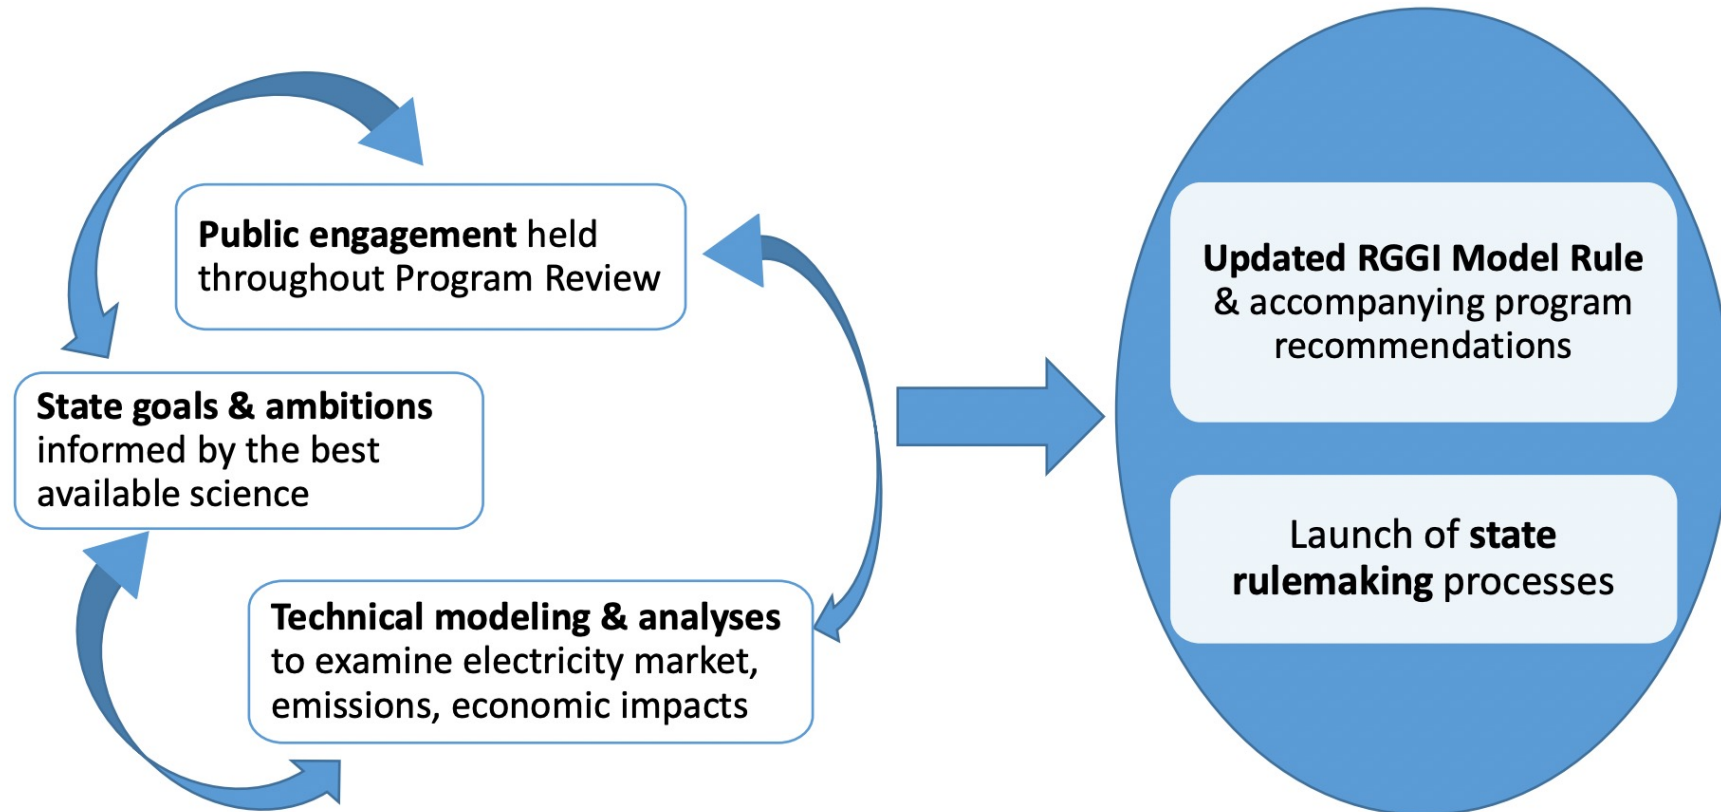 Public engagement held
throughout Program Review
State goals & ambitions
informed by the best
available science
Technical modeling & analyses
to examine electricity market,
emissions, economic impacts
Updated RGGI Model Rule
& accompanying program
recommendations
Launch of state
rulemaking processes